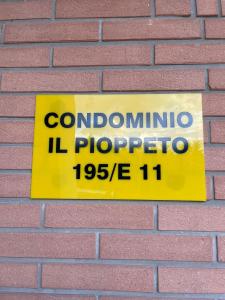 CONDOMINIO
IL PIOPPETO
195/E 11